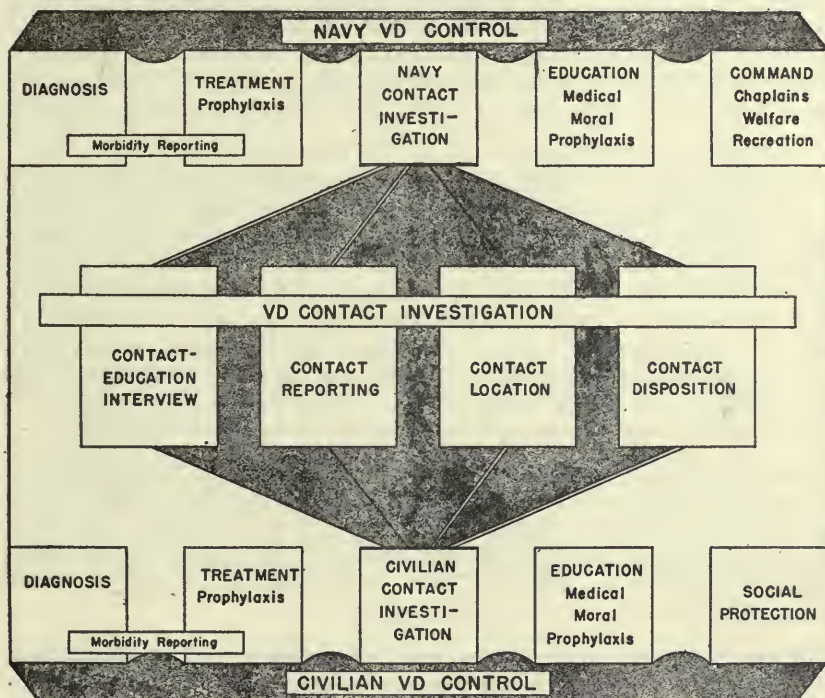 NAVY VD CONTROL
DIAGNOSIS
Morbidity Reporting
TREATMENT
Prophylaxis
NAVY
CONTACT
INVESTI-
GATION
EDUCATION
Medical
Moral
Prophylaxis
COMMAND
Chaplains
Welfare
Recreation
VD CONTACT INVESTIGATION
CONTACT-
EDUCATION
INTERVIEW
CONTACT
REPORTING
CONTACT
LOCATION
CONTACT
DISPOSITION
DIAGNOSIS
Morbidity Reporting
TREATMENT
Prophylaxis
CIVILIAN
CONTACT
INVESTI-
GATION
EDUCATION
Medical
Moral
Prophylaxis
SOCIAL
PROTECTION
CIVILIAN VD CONTROL